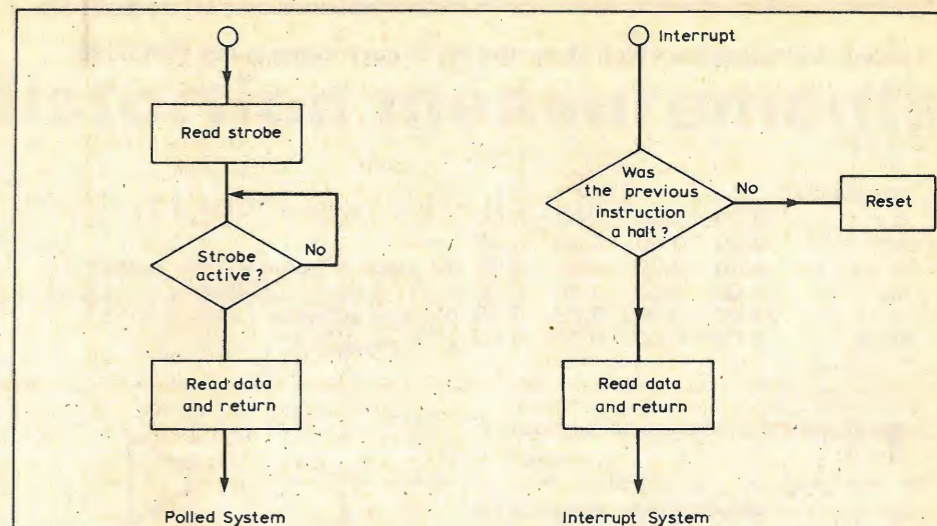 Read strobe
Strobe
active?
No
Read data
and return
Polled System
Interrupt
Was
the previous
instruction
a halt?
No
Reset
Read data
and return
Interrupt System